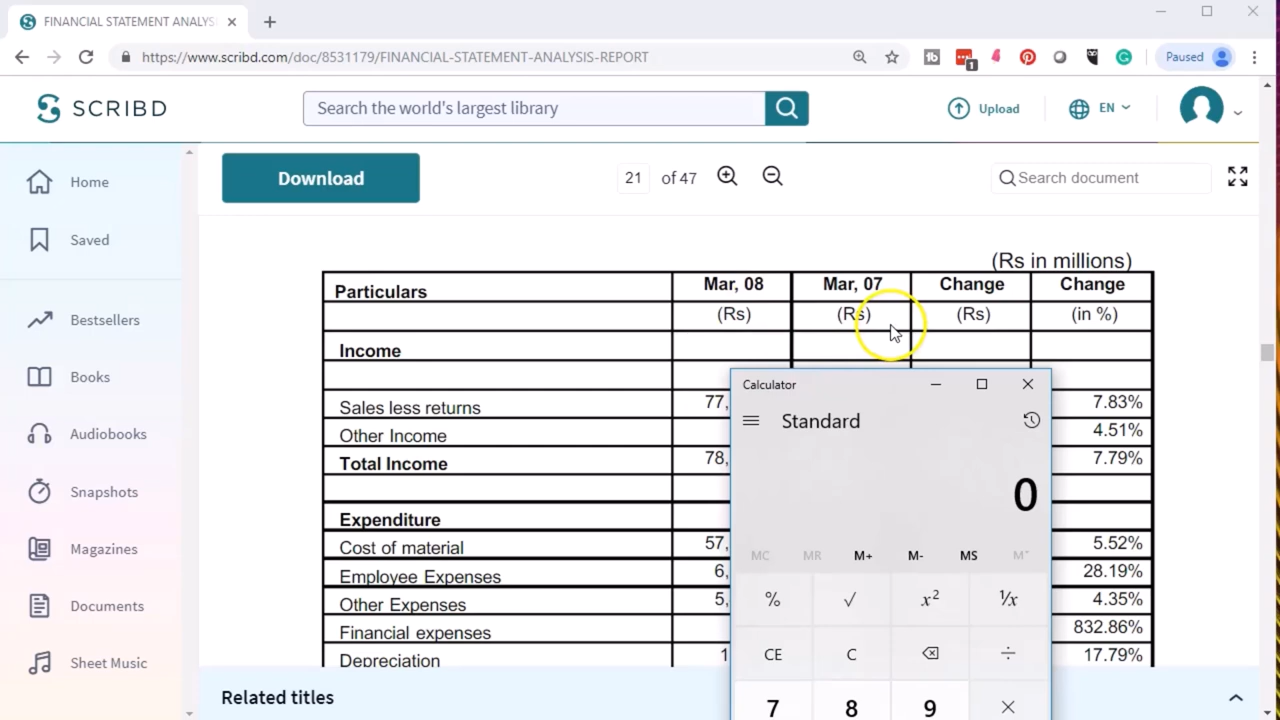 FINANCIAL STATEMENT ANALYS
https://www.scribd.com/doc/8531179/FINANCIAL-STATEMENT-ANALYSIS-REPORT
1
Paused
SCRIBD
Search the world's largest library
Upload
EN
Home
Saved
Bestsellers
Books
Audiobooks
Snapshots
Magazines
Documents
Sheet Music
Download
21 of 47
Search document
(Rs in millions)
Particulars Mar, 08 Mar, 07 Change Change
(Rs) (Rs) (Rs) (in %)
Income
Sales less returns 77, 7.83%
Other Income 4.51%
Total Income 78, 7.79%
Expenditure
Cost of material 57, 5.52%
Employee Expenses 6, 28.19%
Other Expenses 5, 4.35%
Financial expenses 832.86%
Depreciation 1 17.79%
Calculator
Standard
0
MC MR M+ M- MS M˅
% √ x² ¹/x
CE C ÷
7 8 9 ×
Related titles